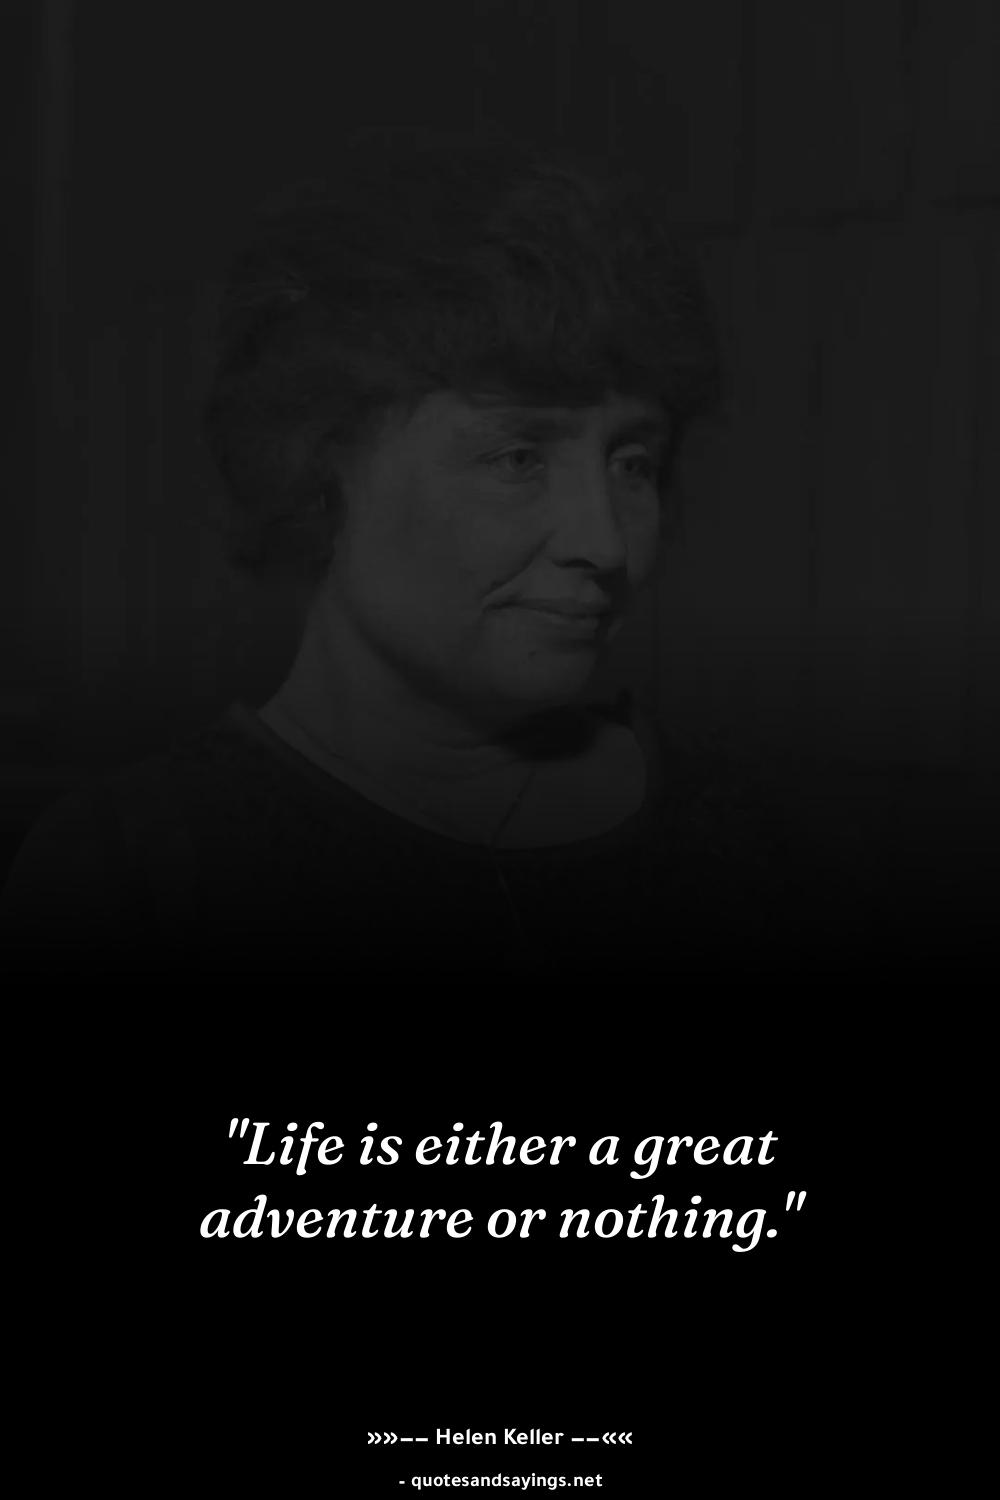 "Life is either a great
adventure or nothing."
»»–– Helen Keller ––««
- quotesandsayings.net